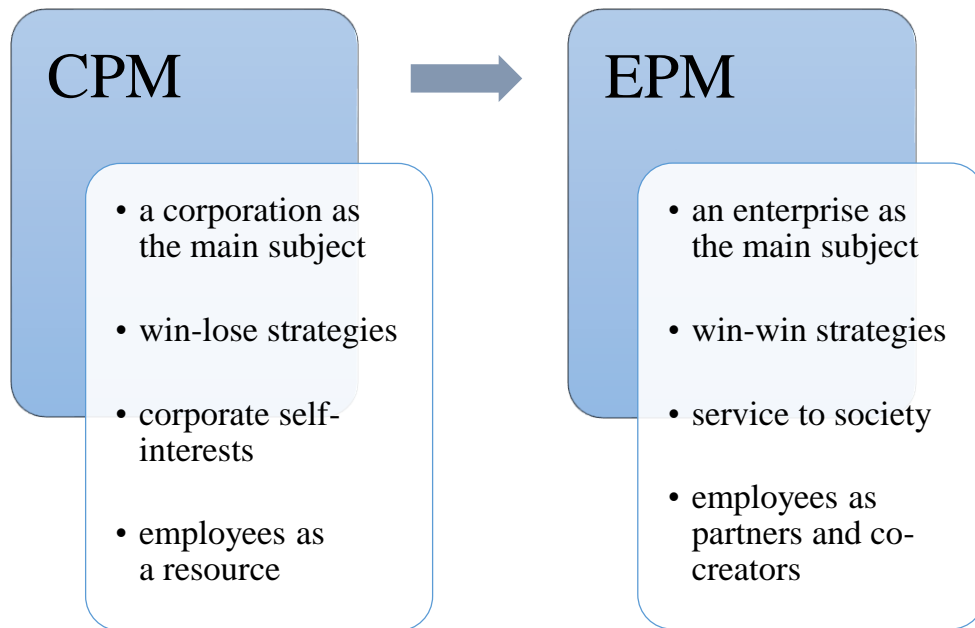 CPM
• a corporation as
the main subject
• win-lose strategies
• corporate self-
interests
• employees as
a resource
EPM
• an enterprise as
the main subject
• win-win strategies
• service to society
• employees as
partners and co-
creators